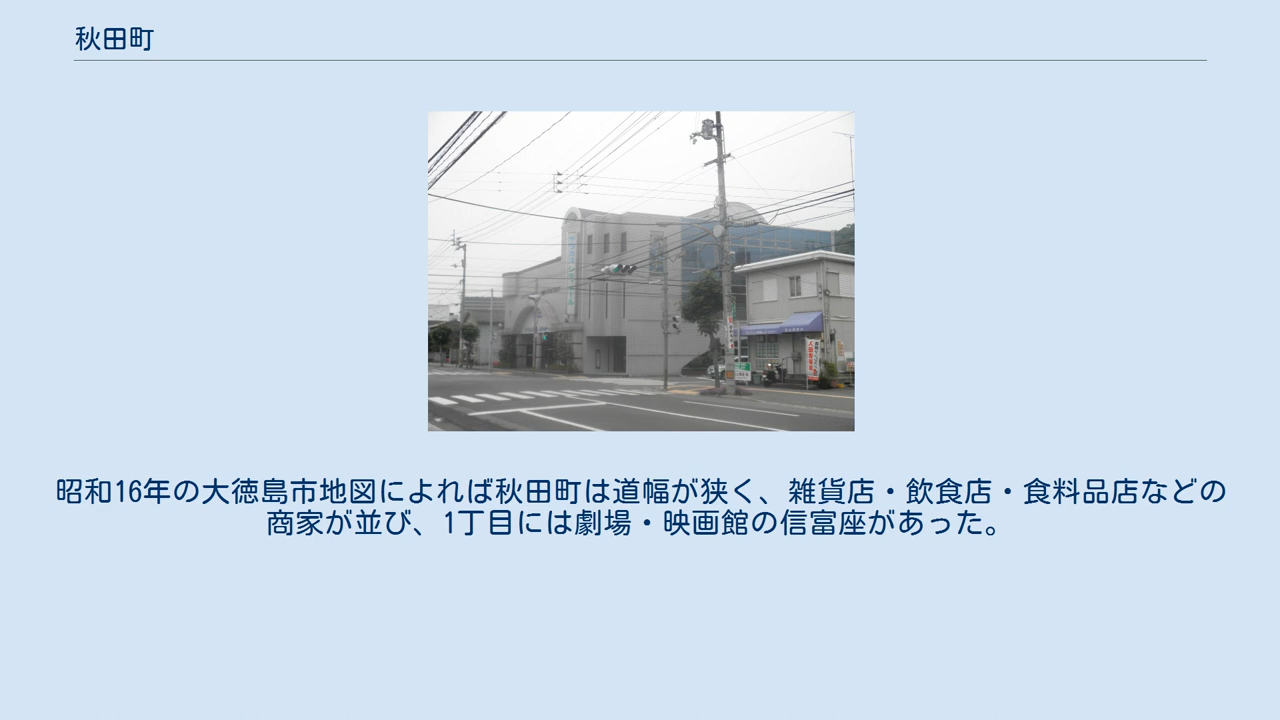 秋田町
昭和16年の大徳島市地図によれば秋田町は道幅が狭く、雑貨店・飲食店・食料品店などの
商家が並び、1丁目には劇場・映画館の信富座があった。